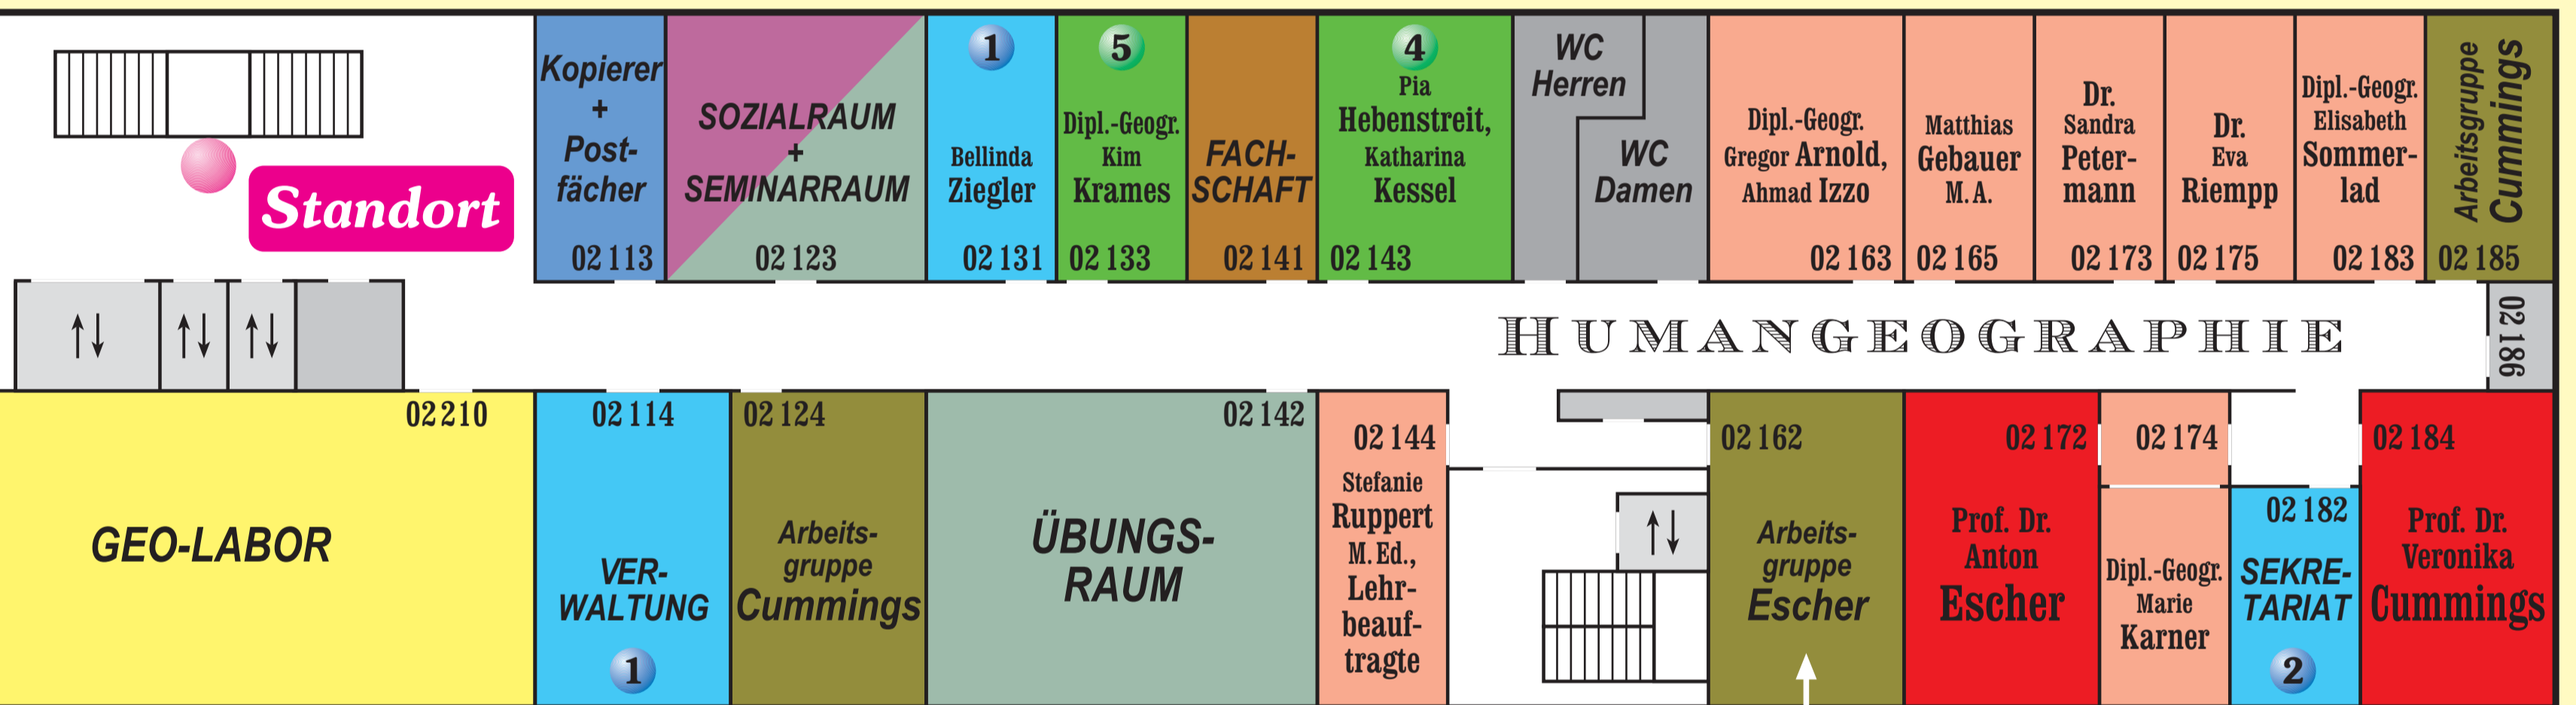 Standort
Kopierer
+
Post-
fächer
02 113
SOZIALRAUM
+
SEMINARRAUM
02 123
1
Bellinda
Ziegler
02 131
5
Dipl.-Geogr.
Kim
Krames
02 133
FACH-
SCHAFT
02 141
4
Pia
Hebenstreit,
Katharina
Kessel
02 143
WC
Herren
WC
Damen
Dipl.-Geogr.
Gregor Arnold,
Ahmad Izzo
02 163
Matthias
Gebauer
M. A.
02 165
Dr.
Sandra
Peter-
mann
02 173
Dr.
Eva
Riempp
02 175
Dipl.-Geogr.
Elisabeth
Sommer-
lad
02 183
Arbeitsgruppe
Cummings
02 185
HUMANGEOGRAPHIE
02 186
02 210
GEO-LABOR
02 114
VER-
WALTUNG
1
02 124
Arbeits-
gruppe
Cummings
02 142
ÜBUNGS-
RAUM
02 144
Stefanie
Ruppert
M. Ed.,
Lehr-
beauf-
tragte
02 162
Arbeits-
gruppe
Escher
02 172
Prof. Dr.
Anton
Escher
02 174
Dipl.-Geogr.
Marie
Karner
02 182
SEKRE-
TARIAT
2
02 184
Prof. Dr.
Veronika
Cummings